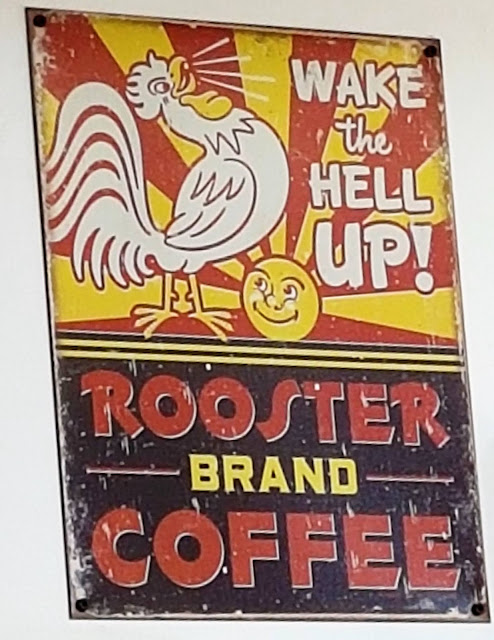 WAKE
the
HELL
UP!
ROOSTER
BRAND
COFFEE